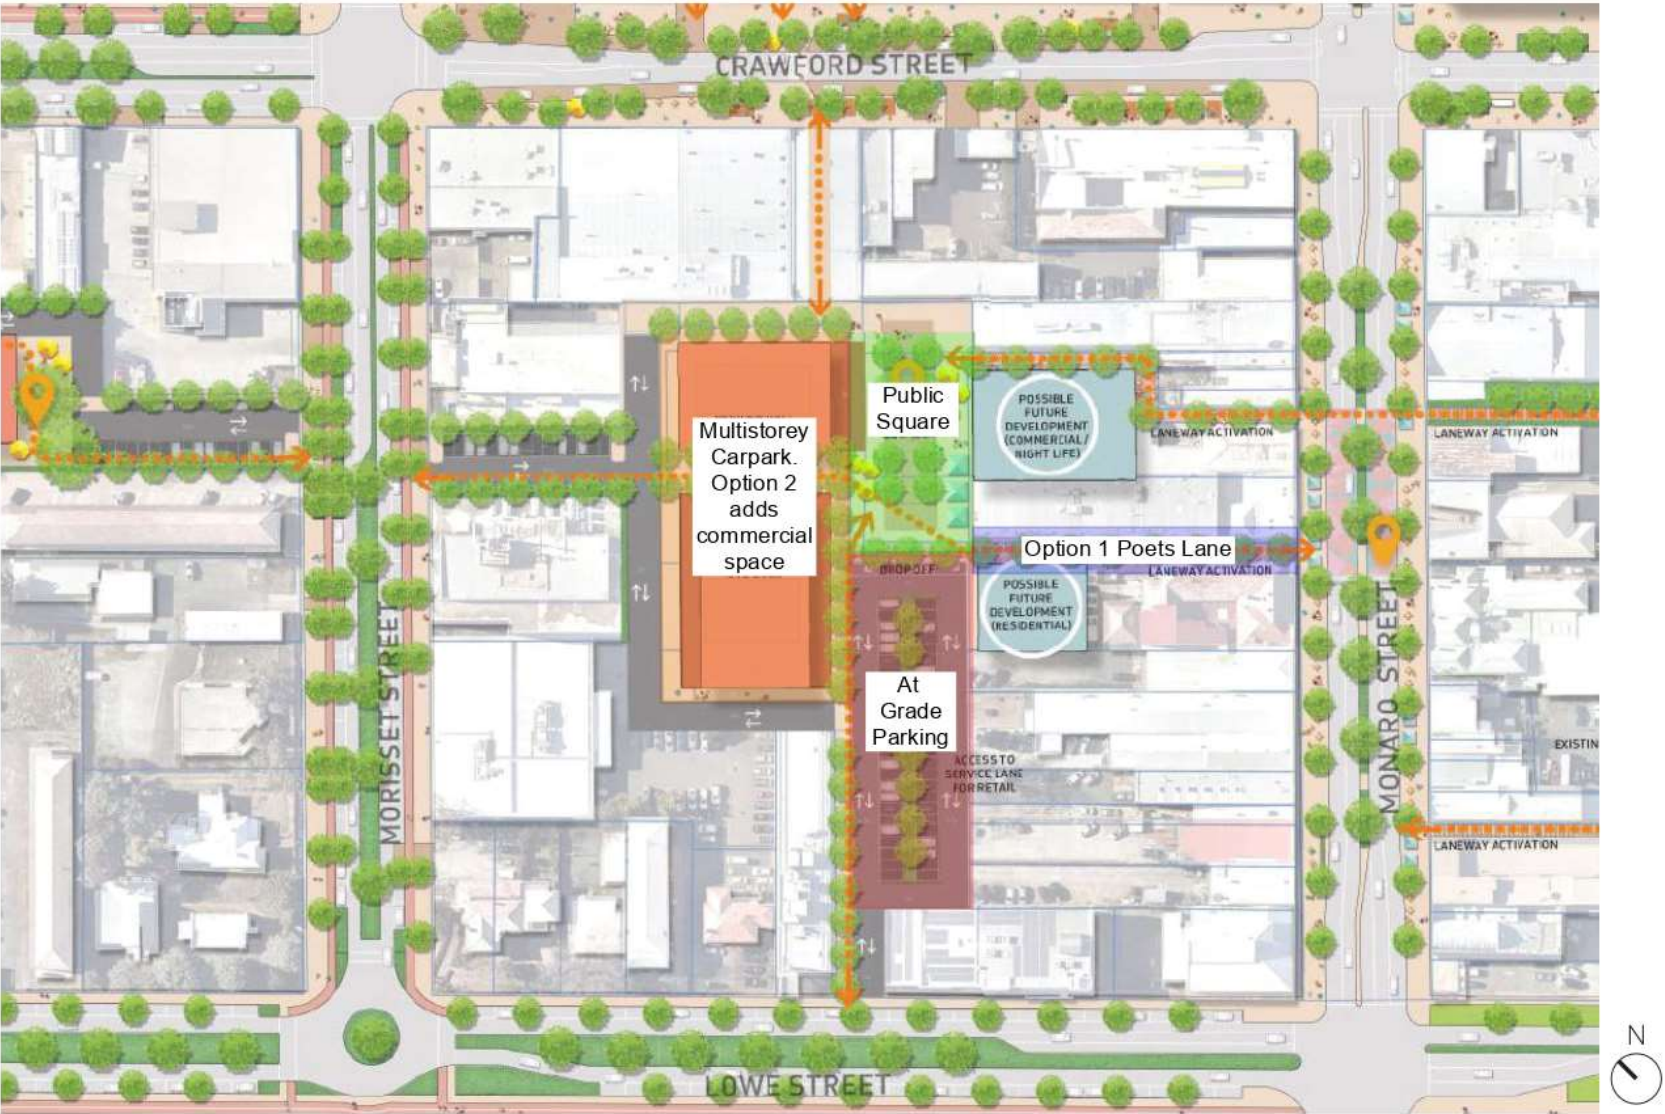 CRAWFORD STREET
Public
Square
POSSIBLE
FUTURE
DEVELOPMENT
(COMMERCIAL /
NIGHT LIFE)
LANEWAY ACTIVATION
LANEWAY ACTIVATION
Multistorey
Carpark.
Option 2
adds
commercial
space
Option 1 Poets Lane
LANEWAY ACTIVATION
DROP OFF
POSSIBLE
FUTURE
DEVELOPMENT
(RESIDENTIAL)
MORISSET STREET
MONARO STREET
At
Grade
Parking
ACCESS TO
SERVICE LANE
FOR RETAIL
EXISTIN
LANEWAY ACTIVATION
LOWE STREET
N